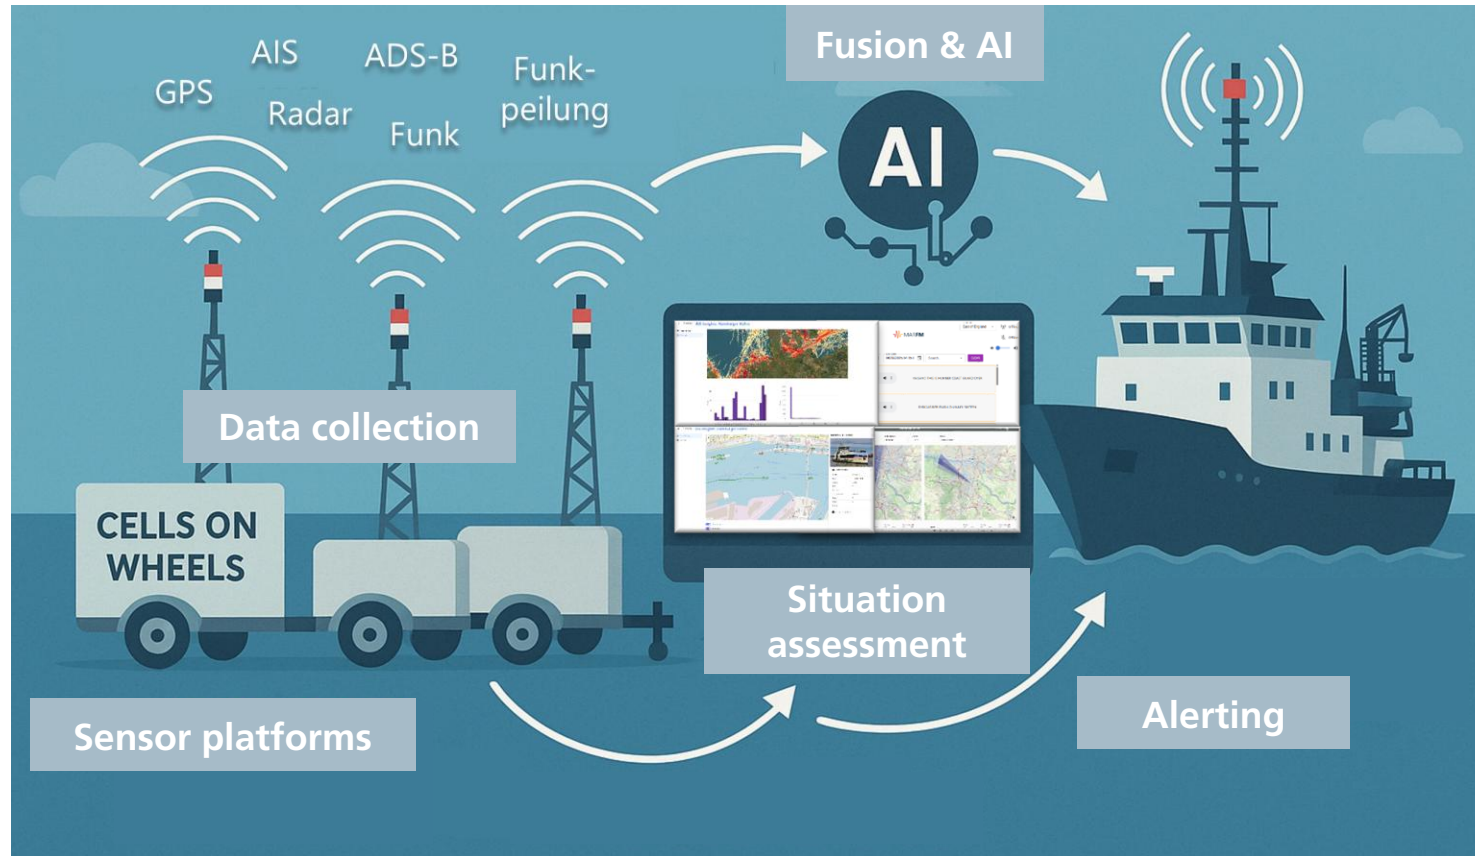 Fusion & AI
AIS
ADS-B
Funk-
peilung
GPS
Radar
Funk
AI
Data collection
CELLS ON
WHEELS
Situation
assessment
Sensor platforms
Alerting